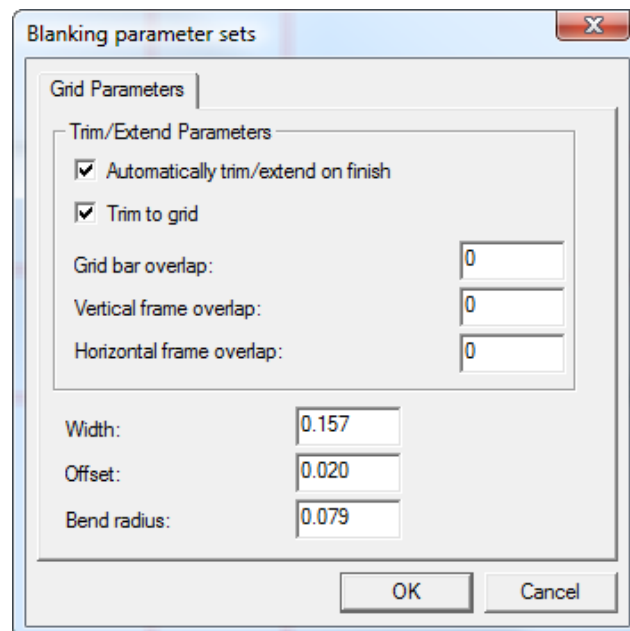 Blanking parameter sets
Grid Parameters
Trim/Extend Parameters
Automatically trim/extend on finish
Trim to grid
Grid bar overlap: 0
Vertical frame overlap: 0
Horizontal frame overlap: 0
Width: 0.157
Offset: 0.020
Bend radius: 0.079
OK Cancel